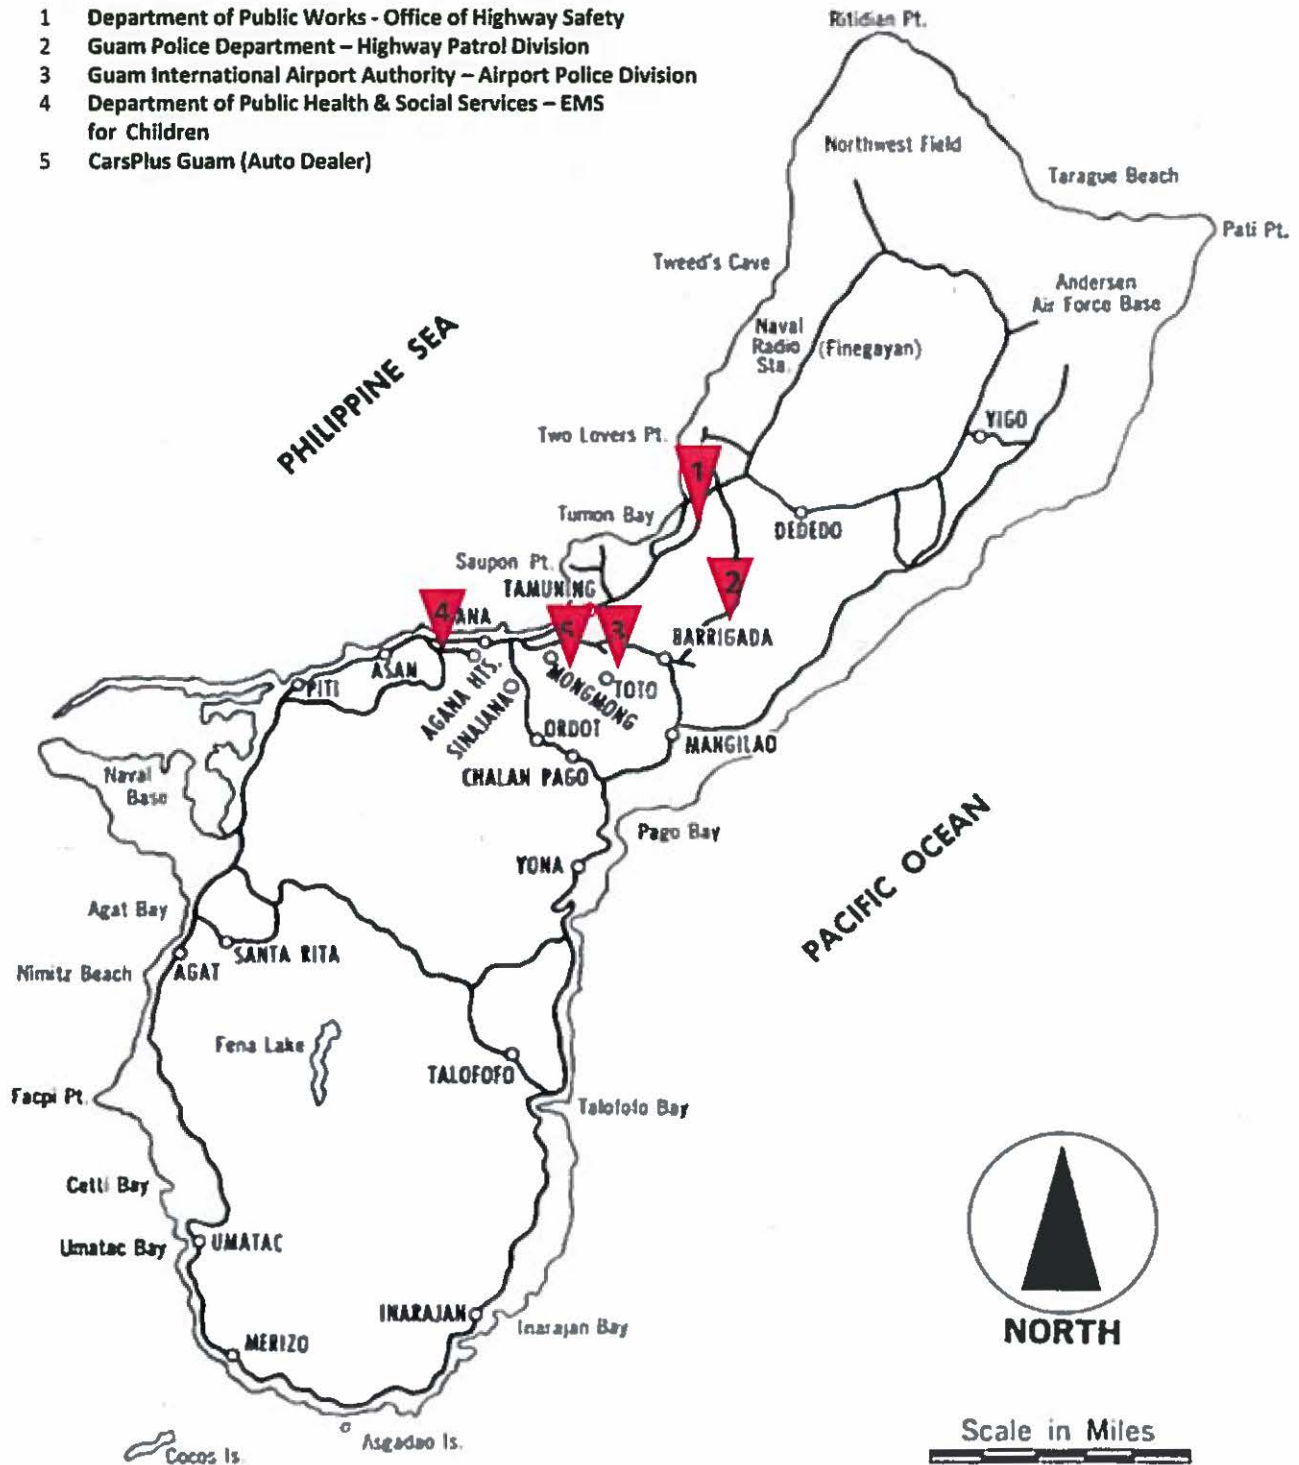 1 Department of Public Works - Office of Highway Safety
2 Guam Police Department – Highway Patrol Division
3 Guam International Airport Authority – Airport Police Division
4 Department of Public Health & Social Services – EMS
for Children
5 CarsPlus Guam (Auto Dealer)
Ritidian Pt.
Northwest Field
Tarague Beach
Pati Pt.
Tweed's Cave
Andersen
Air Force Base
PHILIPPINE SEA
Naval
Radio
Sta.
(Finegayan)
YIGO
Two Lovers Pt.
1
Tumon Bay
DEDEDO
Saupon Pt.
2
TAMUNING
4
ANA
5
3
BARRIGADA
ASAN
PITI
AGANA HTS.
SINAJANA
MONGMONG
TOTO
ORDOT
MANGILAO
CHALAN PAGO
Naval
Base
Pago Bay
PACIFIC OCEAN
YONA
Agat Bay
SANTA RITA
Nimitz Beach
AGAT
Fena Lake
TALOFOFO
Facpi Pt.
Talofofo Bay
Cetti Bay
Umatac Bay
UMATAC
INARAJAN
Inarajan Bay
MERIZO
NORTH
Scale in Miles
Asgadao Is.
Cocos Is.